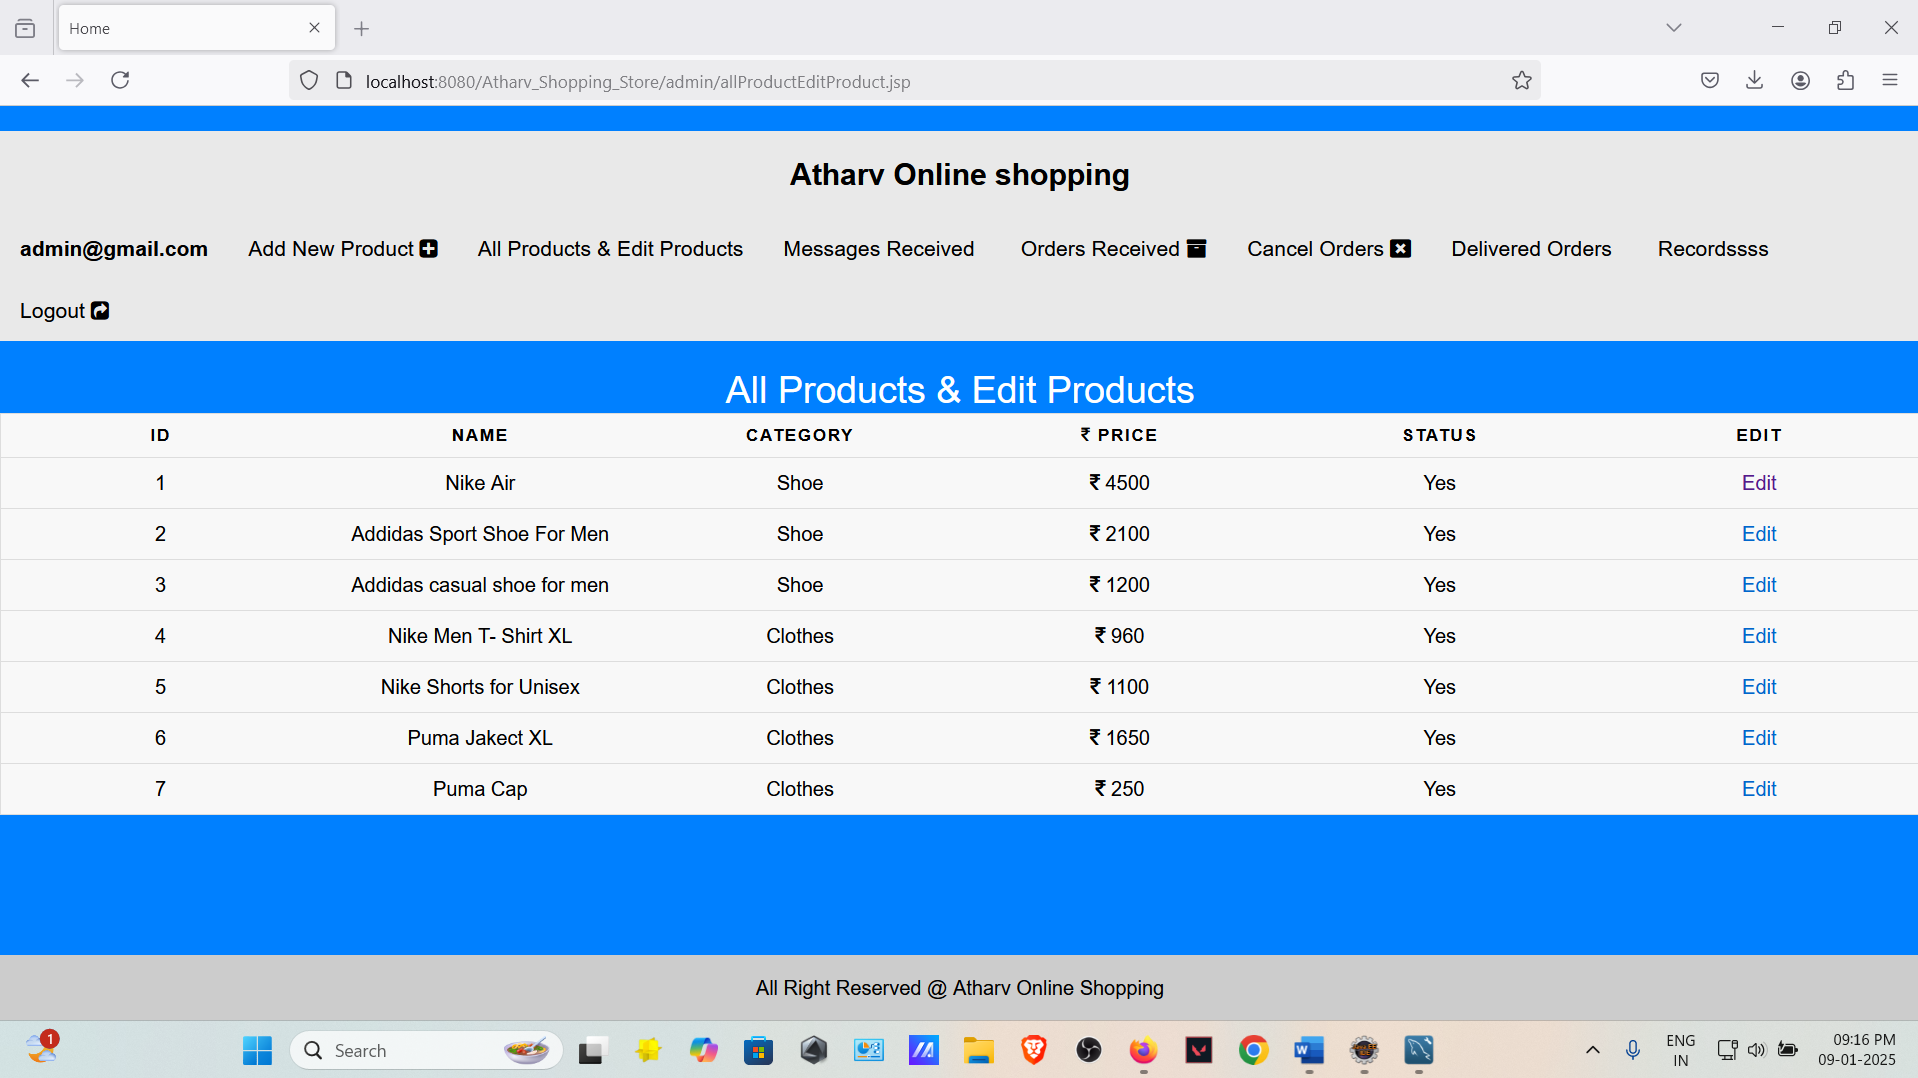 Home
localhost:8080/Atharv_Shopping_Store/admin/allProductEditProduct.jsp
Atharv Online shopping
admin@gmail.com Add New Product All Products & Edit Products Messages Received Orders Received Cancel Orders Delivered Orders Recordssss
Logout
All Products & Edit Products
ID NAME CATEGORY ₹ PRICE STATUS EDIT
1 Nike Air Shoe ₹ 4500 Yes Edit
2 Addidas Sport Shoe For Men Shoe ₹ 2100 Yes Edit
3 Addidas casual shoe for men Shoe ₹ 1200 Yes Edit
4 Nike Men T- Shirt XL Clothes ₹ 960 Yes Edit
5 Nike Shorts for Unisex Clothes ₹ 1100 Yes Edit
6 Puma Jakect XL Clothes ₹ 1650 Yes Edit
7 Puma Cap Clothes ₹ 250 Yes Edit
All Right Reserved @ Atharv Online Shopping
1 Search ENG 09:16 PM
IN 09-01-2025